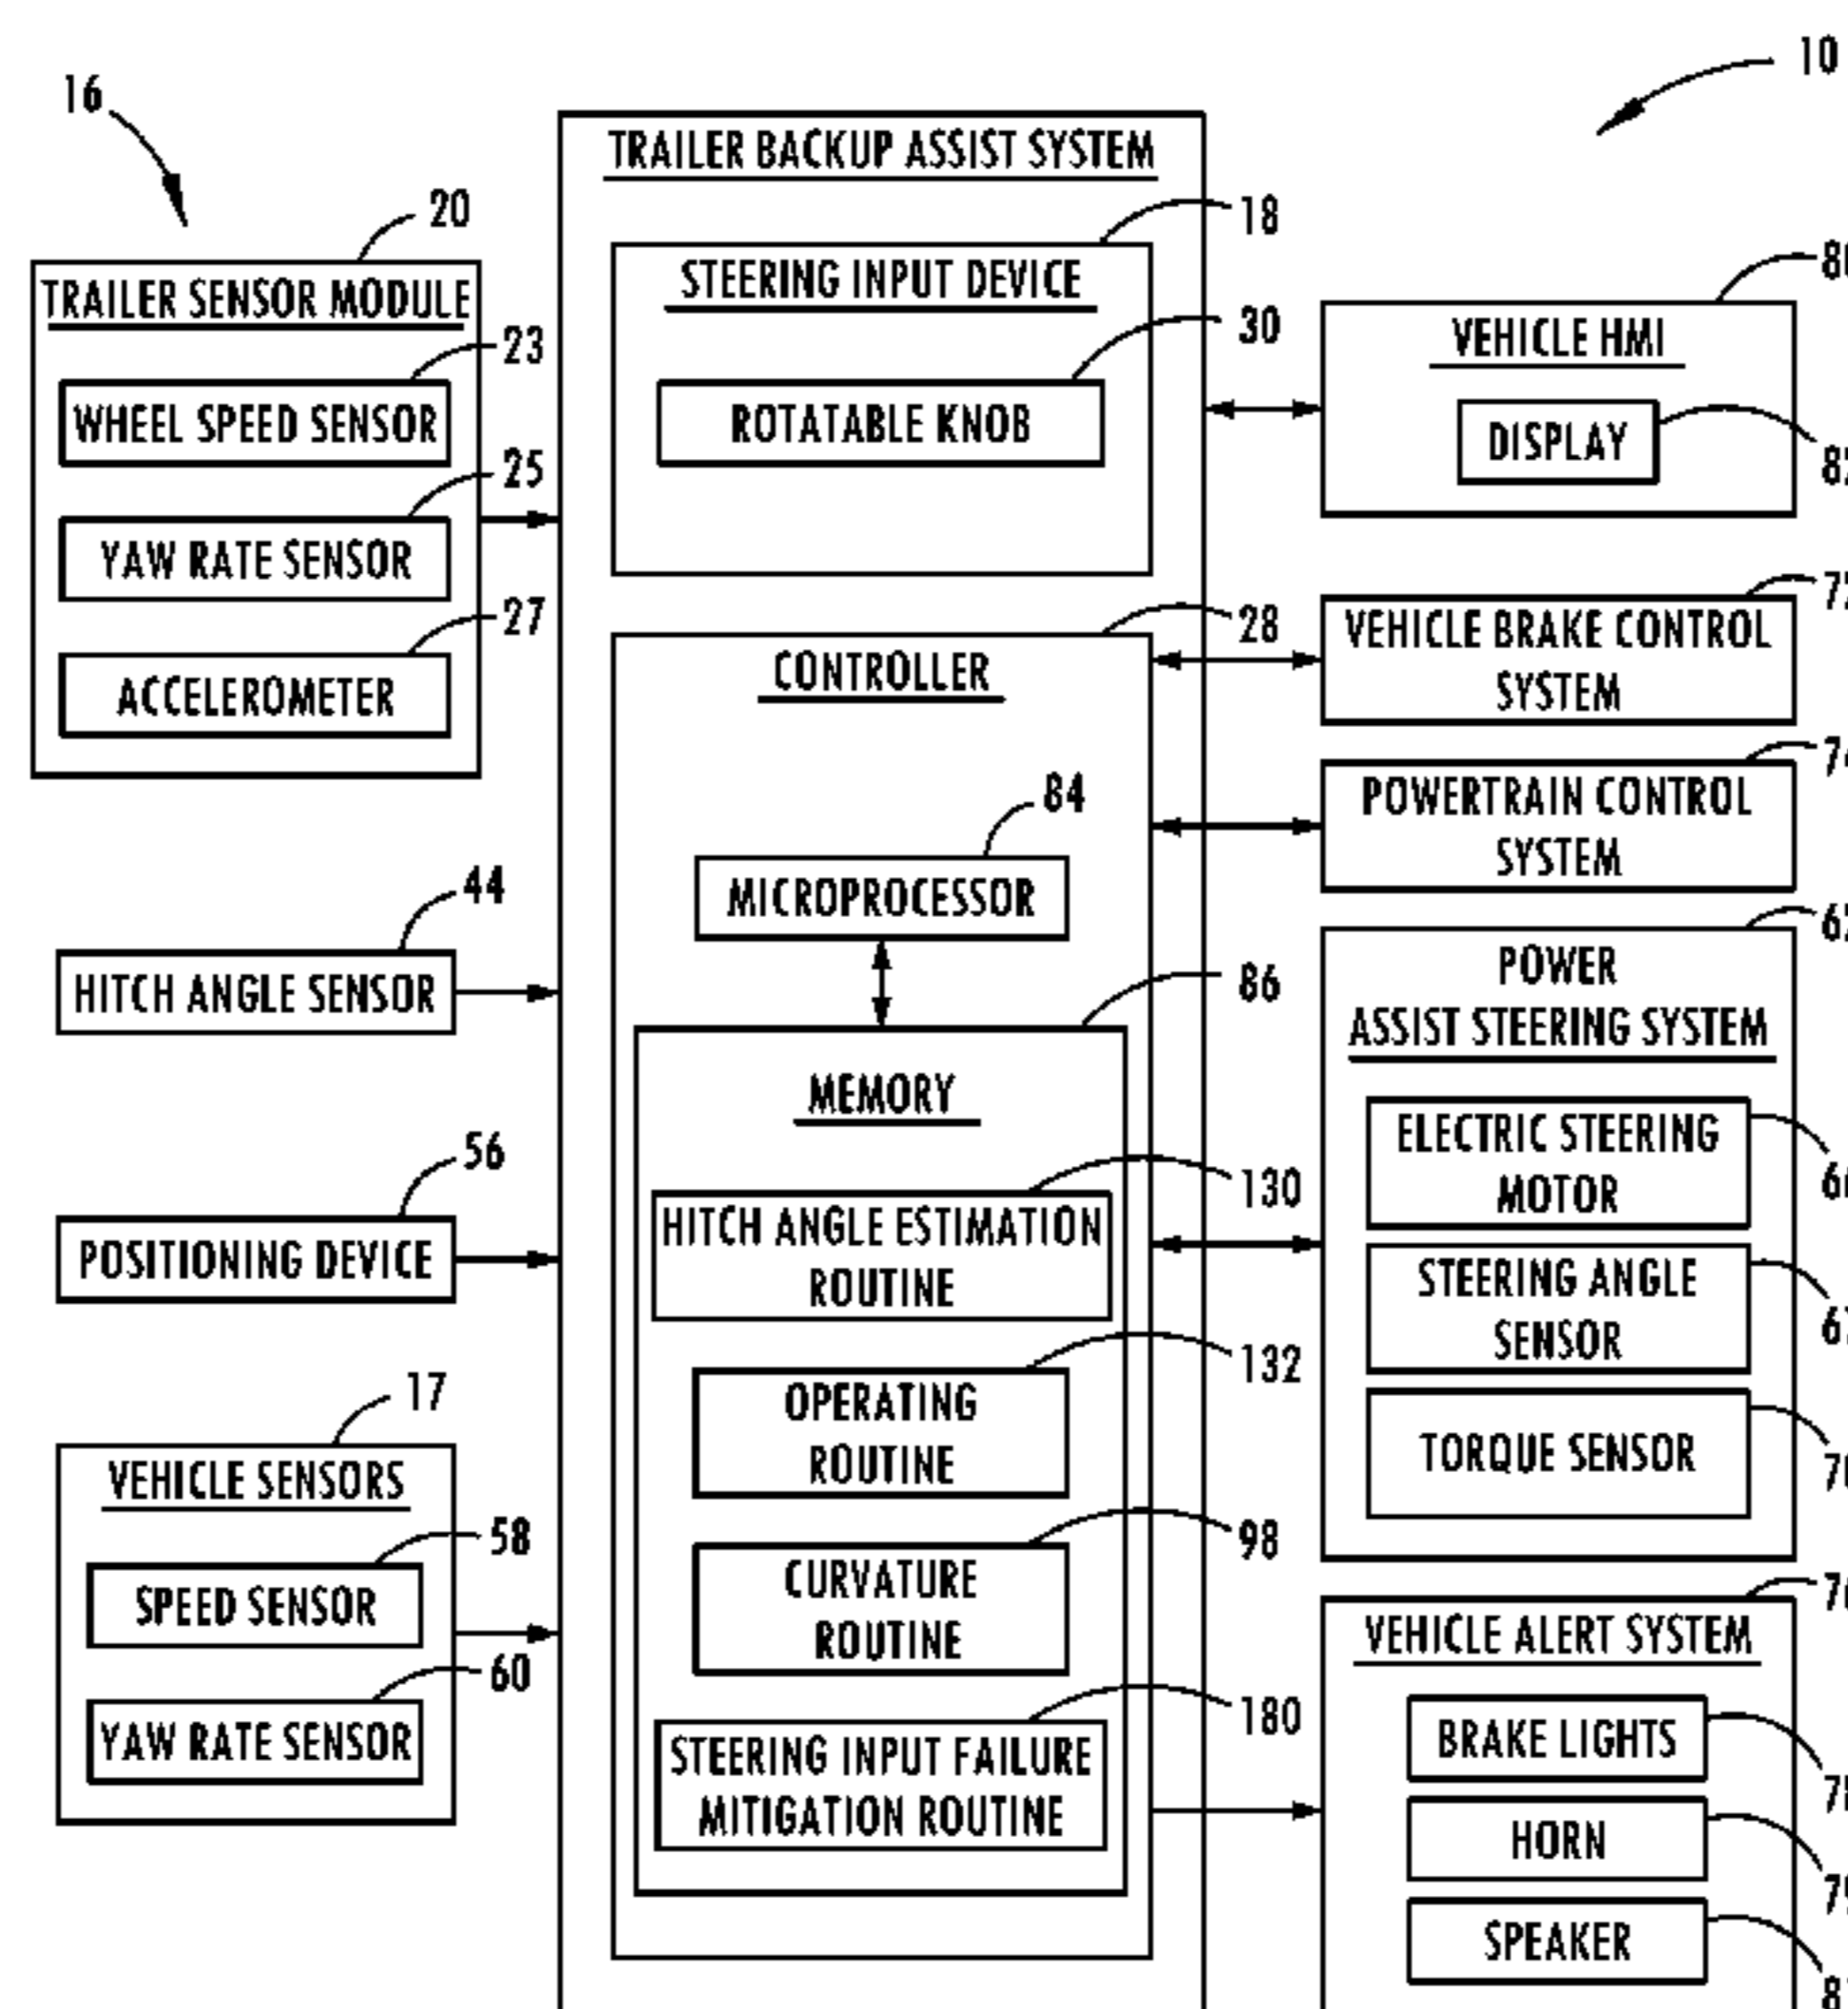 10
16
TRAILER BACKUP ASSIST SYSTEM
20
TRAILER SENSOR MODULE
23
WHEEL SPEED SENSOR
25
YAW RATE SENSOR
27
ACCELEROMETER
44
HITCH ANGLE SENSOR
56
POSITIONING DEVICE
17
VEHICLE SENSORS
58
SPEED SENSOR
60
YAW RATE SENSOR
18
STEERING INPUT DEVICE
30
ROTATABLE KNOB
28
CONTROLLER
84
MICROPROCESSOR
86
MEMORY
130
HITCH ANGLE ESTIMATION
ROUTINE
132
OPERATING
ROUTINE
98
CURVATURE
ROUTINE
180
STEERING INPUT FAILURE
MITIGATION ROUTINE
VEHICLE HMI
DISPLAY
VEHICLE BRAKE CONTROL
SYSTEM
POWERTRAIN CONTROL
SYSTEM
POWER
ASSIST STEERING SYSTEM
ELECTRIC STEERING
MOTOR
STEERING ANGLE
SENSOR
TORQUE SENSOR
VEHICLE ALERT SYSTEM
BRAKE LIGHTS
HORN
SPEAKER